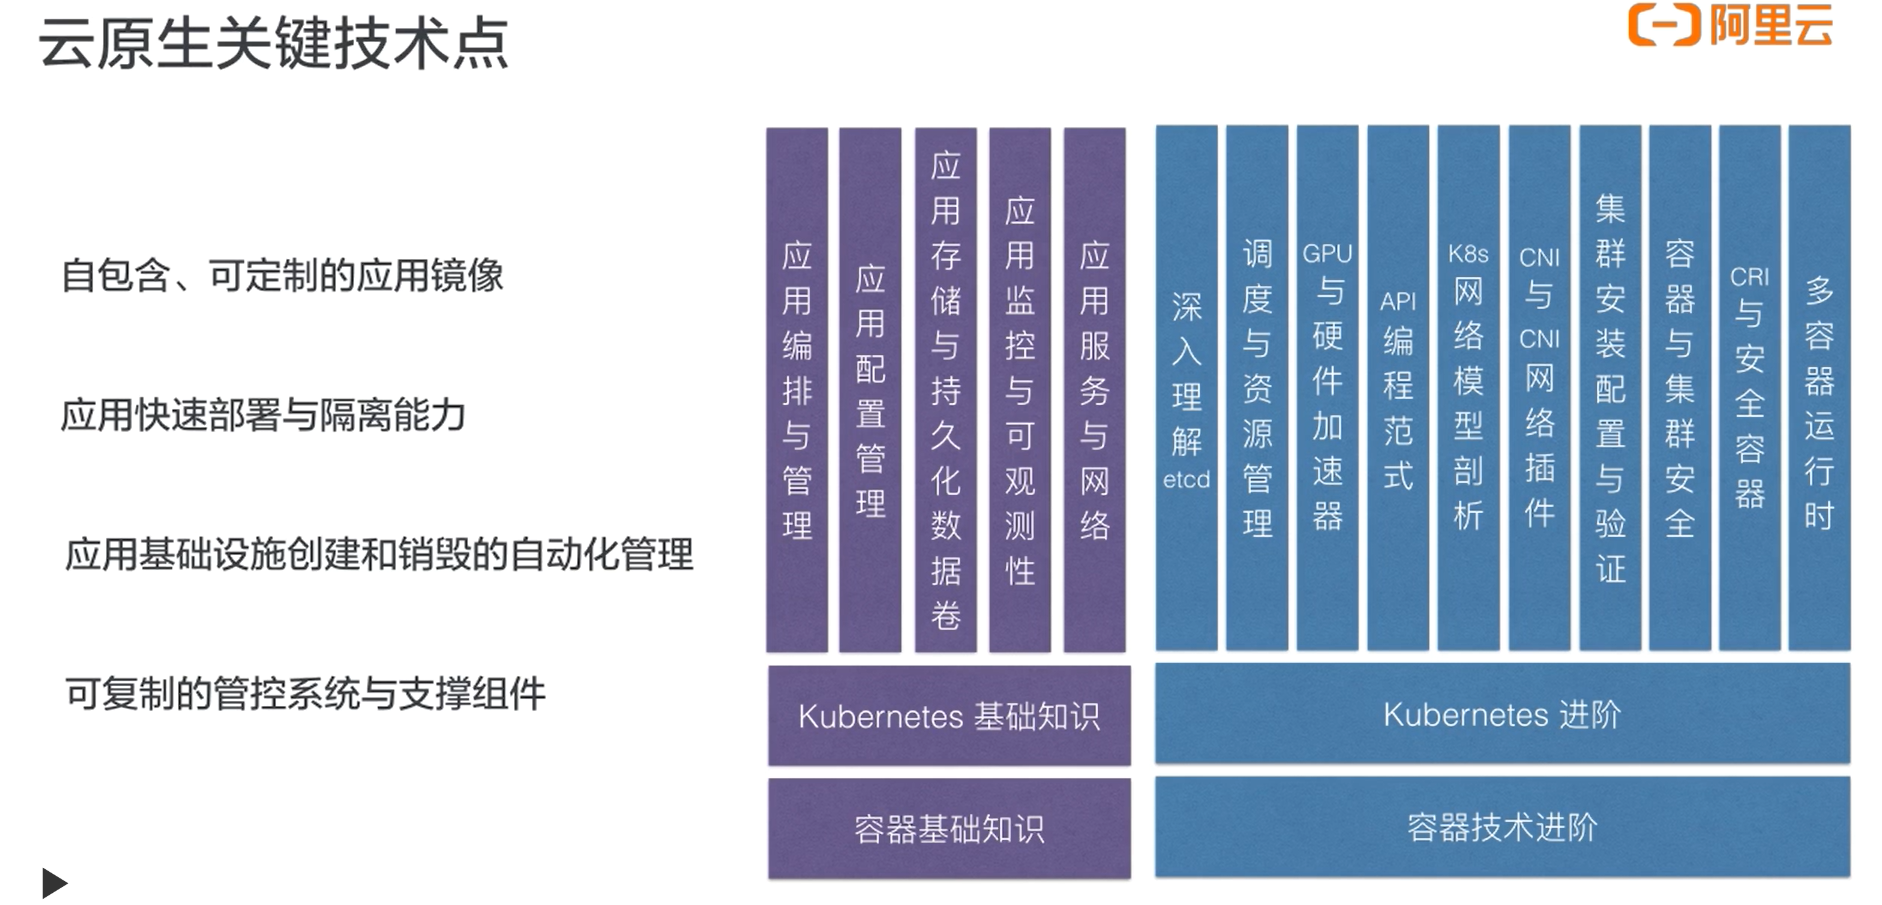 云原生关键技术点
阿里云
自包含、可定制的应用镜像
应用快速部署与隔离能力
应用基础设施创建和销毁的自动化管理
可复制的管控系统与支撑组件
应用编排与管理
应用配置管理
应用存储与持久化数据卷
应用监控与可观测性
应用服务与网络
Kubernetes 基础知识
容器基础知识
深入理解etcd
调度与资源管理
GPU与硬件加速器
API编程范式
K8s网络模型剖析
CNI与CNI网络插件
集群安装配置与验证
容器与集群安全
CRI与安全容器
多容器运行时
Kubernetes 进阶
容器技术进阶